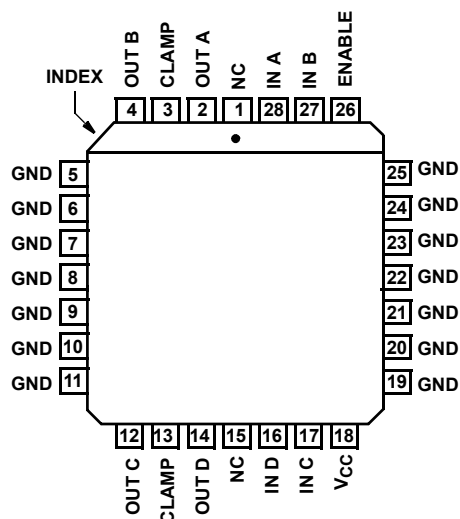 OUT B
CLAMP
OUT A
NC
IN A
IN B
ENABLE
INDEX
4 3 2 1 28 27 26
GND 5 25 GND
GND 6 24 GND
GND 7 23 GND
GND 8 22 GND
GND 9 21 GND
GND 10 20 GND
GND 11 19 GND
12 13 14 15 16 17 18
OUT C
CLAMP
OUT D
NC
IN D
IN C
VCC